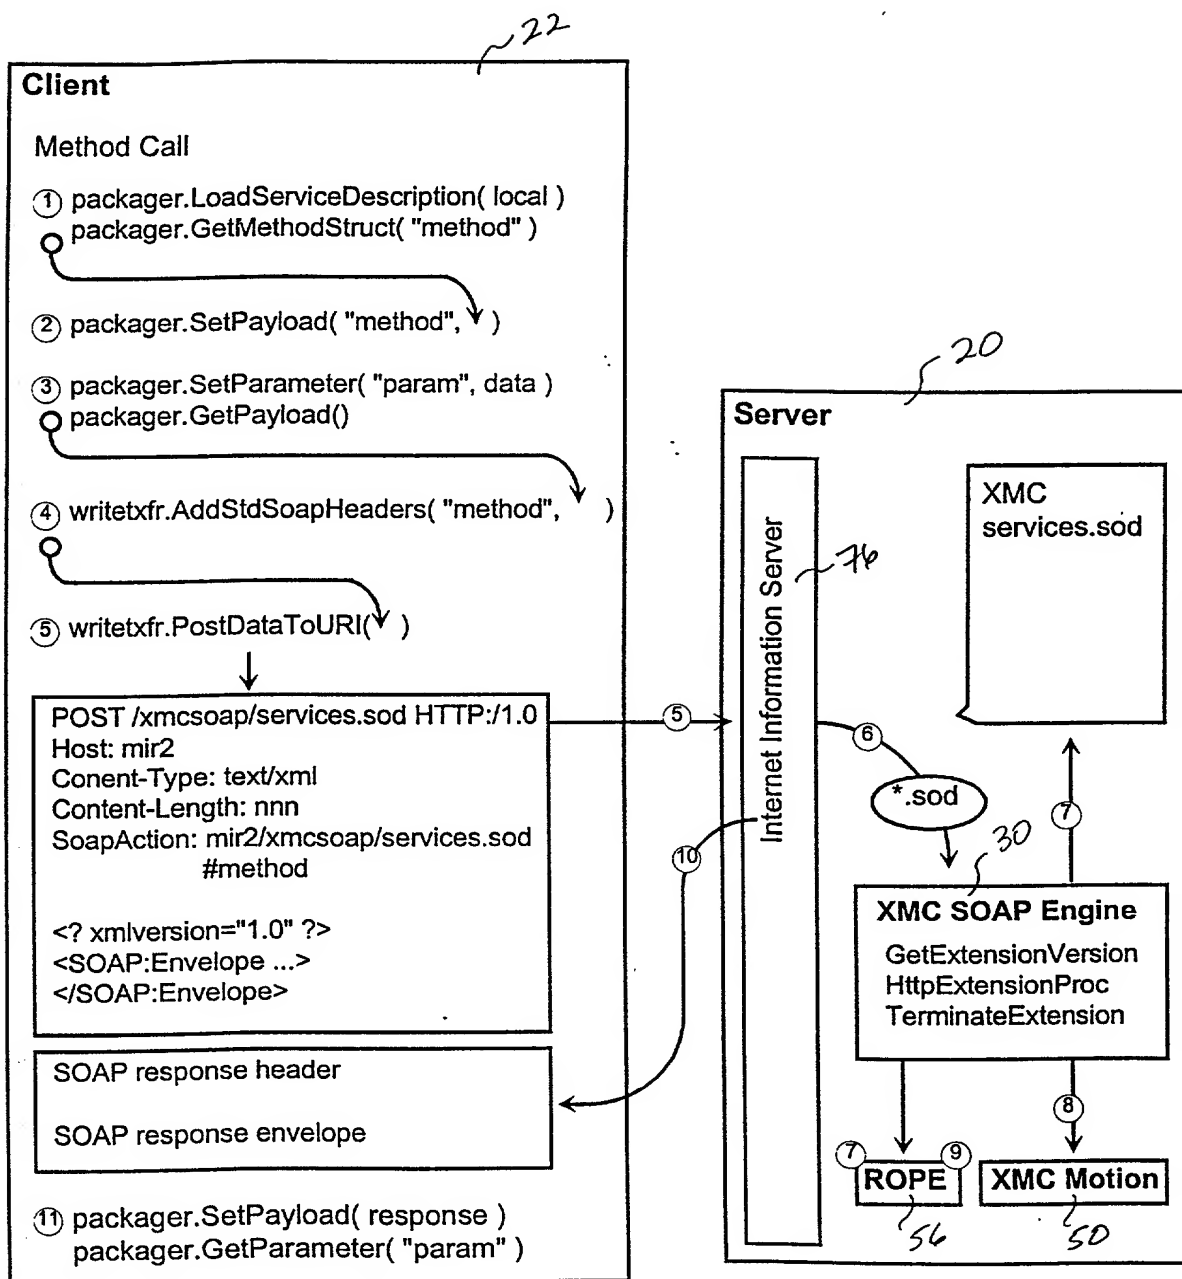 22
Client
Method Call
1 packager.LoadServiceDescription( local )
packager.GetMethodStruct( "method" )
2 packager.SetPayload( "method", )
3 packager.SetParameter( "param", data )
packager.GetPayload()
4 writetxfr.AddStdSoapHeaders( "method", )
5 writetxfr.PostDataToURI( )
POST /xmcsoap/services.sod HTTP:/1.0
Host: mir2
Conent-Type: text/xml
Content-Length: nnn
SoapAction: mir2/xmcsoap/services.sod
#method
<? xmlversion="1.0" ?>
<SOAP:Envelope ...>
</SOAP:Envelope>
SOAP response header
SOAP response envelope
11 packager.SetPayload( response )
packager.GetParameter( "param" )
5
10
20
Server
Internet Information Server
76
XMC
services.sod
6
*.sod
7
30
XMC SOAP Engine
GetExtensionVersion
HttpExtensionProc
TerminateExtension
8
7
9
ROPE
XMC Motion
56
50